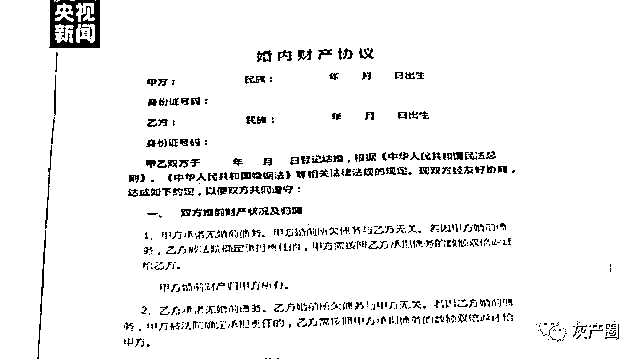 央视
新闻
婚内财产协议
甲方： 民族： 年 月 日出生
身份证号码：
乙方： 民族： 年 月 日出生
身份证号码：
甲乙双方于 年 月 日登记结婚，根据《中华人民共和国民法总
则》、《中华人民共和国婚姻法》等相关法律法规的规定，现双方经友好协商，
达成如下约定，以便双方共同遵守：
一、 双方婚前财产状况及归属
1、甲方承诺无婚前债务。甲方婚前所欠债务与乙方无关。若因甲方婚前债
务，乙方被法院确定承担责任的，甲方需按照乙方承担债务的数额双倍返还
给乙方。
甲方婚前财产归甲方所有。
2、乙方承诺无婚前债务。乙方婚前所欠债务与甲方无关。若因乙方婚前债
务，甲方被法院确定承担责任的，乙方需按照甲方承担债务的数额双倍返还给
甲方。
灰产圈